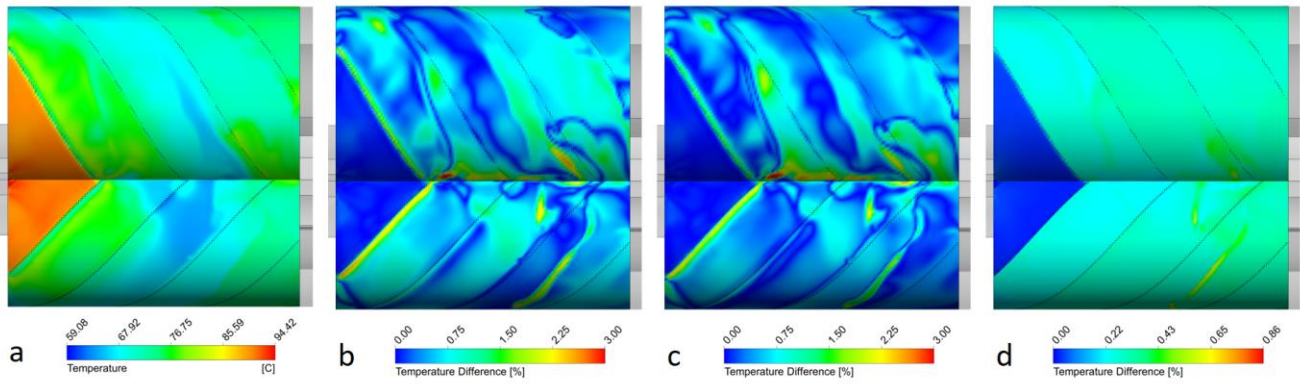 a
59.08 67.92 76.75 85.59 94.42
Temperature [C]
b
0.00 0.75 1.50 2.25 3.00
Temperature Difference [%]
c
0.00 0.75 1.50 2.25 3.00
Temperature Difference [%]
d
0.00 0.22 0.43 0.65 0.86
Temperature Difference [%]